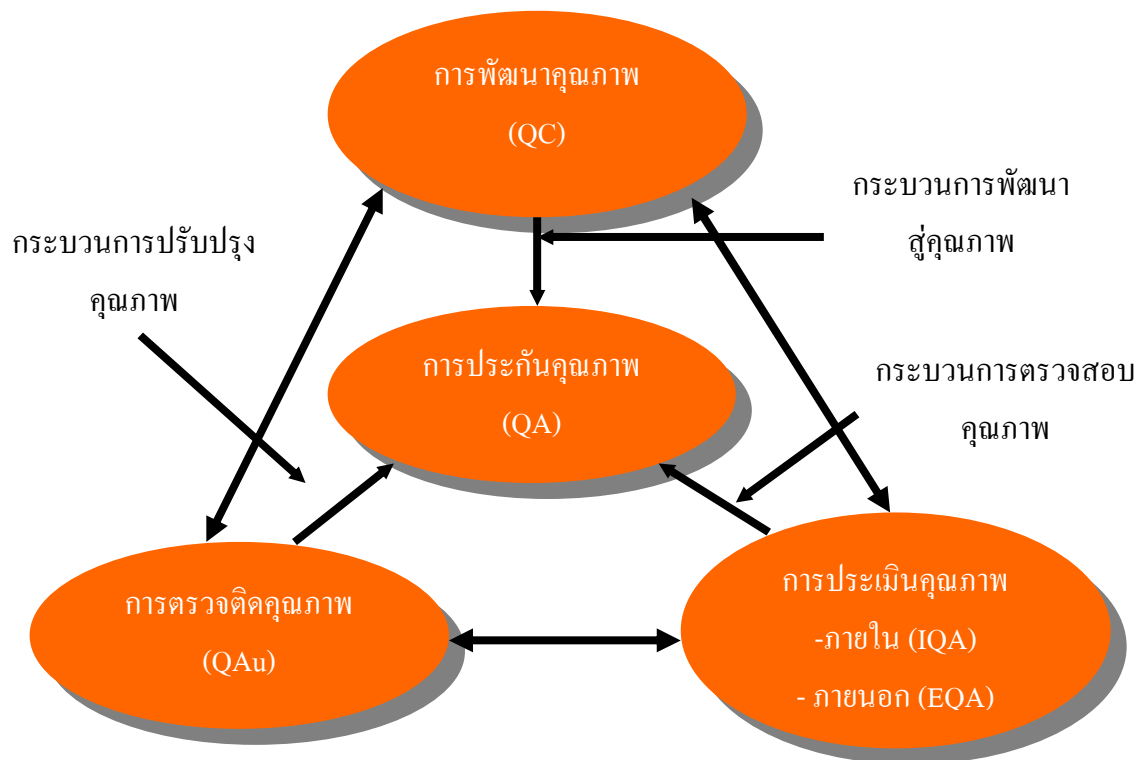 การพัฒนาคุณภาพ
(QC)
กระบวนการพัฒนา
สู่คุณภาพ
กระบวนการปรับปรุง
คุณภาพ
การประกันคุณภาพ
(QA)
กระบวนการตรวจสอบ
คุณภาพ
การตรวจติดคุณภาพ
(QAu)
การประเมินคุณภาพ
-ภายใน (IQA)
- ภายนอก (EQA)